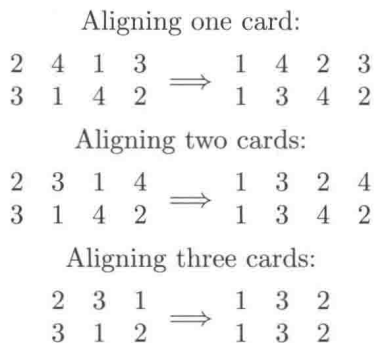 Aligning one card:
2 4 1 3 ⟹ 1 4 2 3
3 1 4 2 1 3 4 2
Aligning two cards:
2 3 1 4 ⟹ 1 3 2 4
3 1 4 2 1 3 4 2
Aligning three cards:
2 3 1 ⟹ 1 3 2
3 1 2 1 3 2